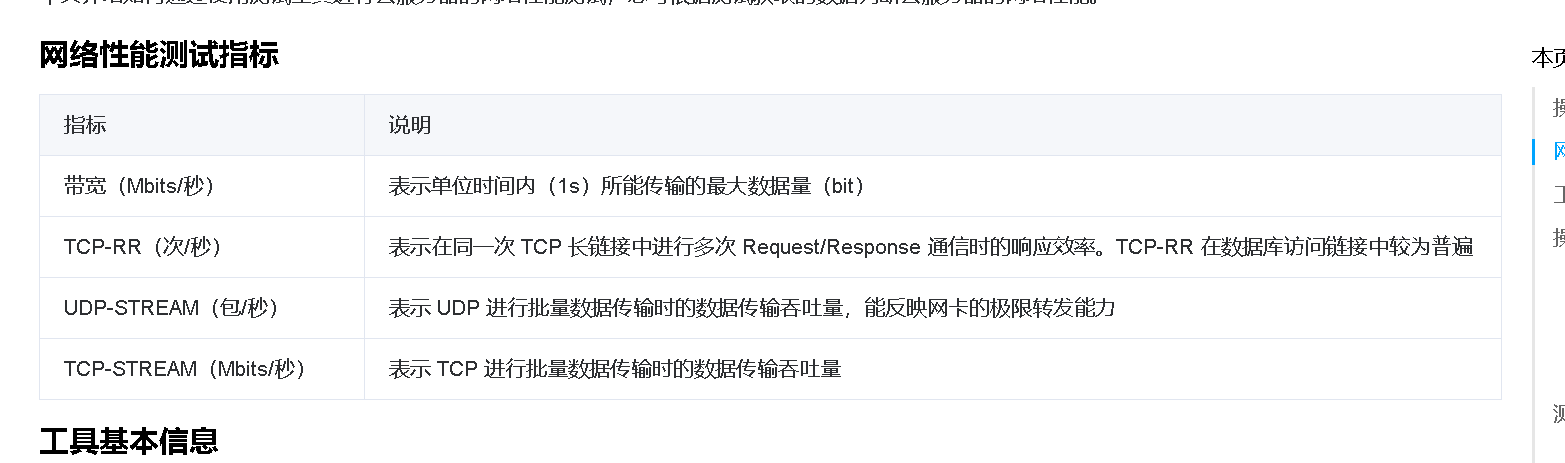 网络性能测试指标
本页
指标 说明
带宽（Mbits/秒） 表示单位时间内（1s）所能传输的最大数据量（bit）
TCP-RR（次/秒） 表示在同一次 TCP 长链接中进行多次 Request/Response 通信时的响应效率。TCP-RR 在数据库访问链接中较为普遍
UDP-STREAM（包/秒） 表示 UDP 进行批量数据传输时的数据传输吞吐量，能反映网卡的极限转发能力
TCP-STREAM（Mbits/秒） 表示 TCP 进行批量数据传输时的数据传输吞吐量
工具基本信息